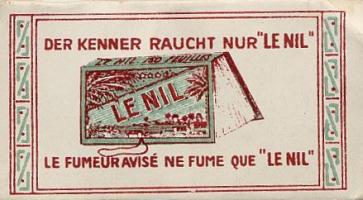 DER KENNER RAUCHT NUR "LE NIL"
LE NIL 150 FEUILLES
LE NIL
LE FUMEUR AVISÉ NE FUME QUE "LE NIL"